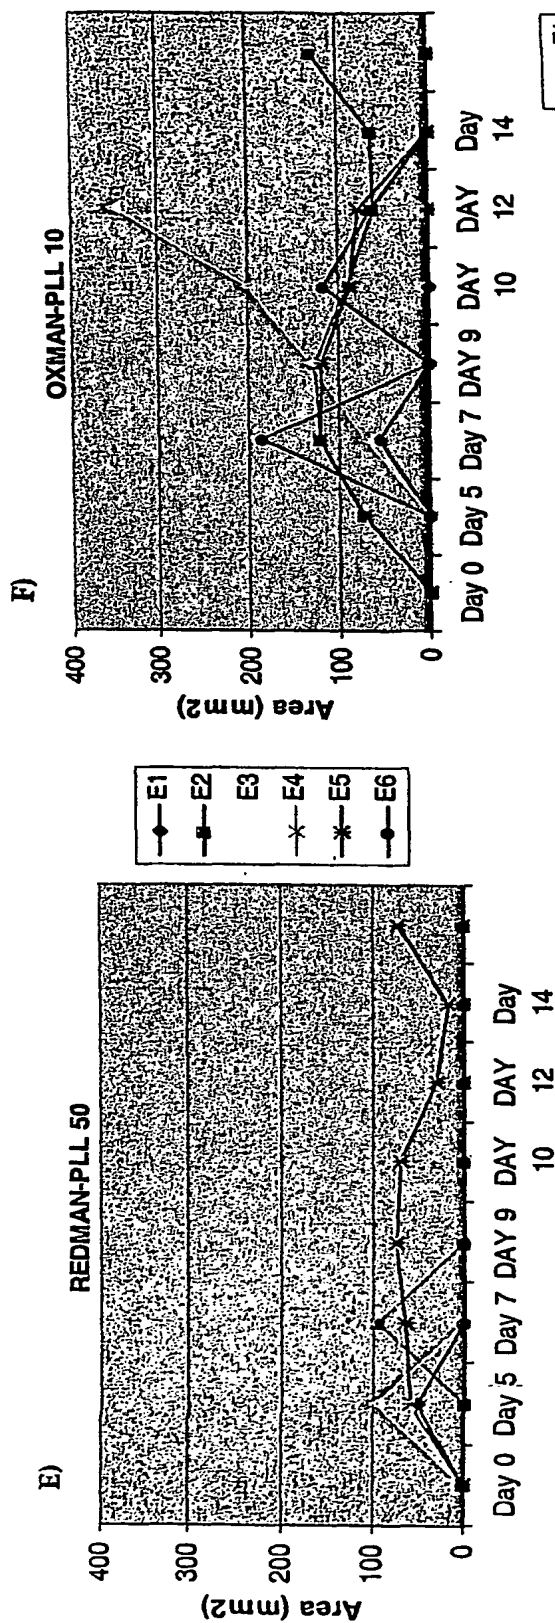 E)
REDMAN-PLL 50
400
300
200
100
0
Area (mm2)
Day 0 Day 5 Day 7 DAY 9 DAY DAY Day
10 12 14
E1
E2
E3
E4
E5
E6
F)
OXMAN-PLL 10
400
300
200
100
0
Area (mm2)
Day 0 Day 5 Day 7 DAY 9 DAY DAY Day
10 12 14